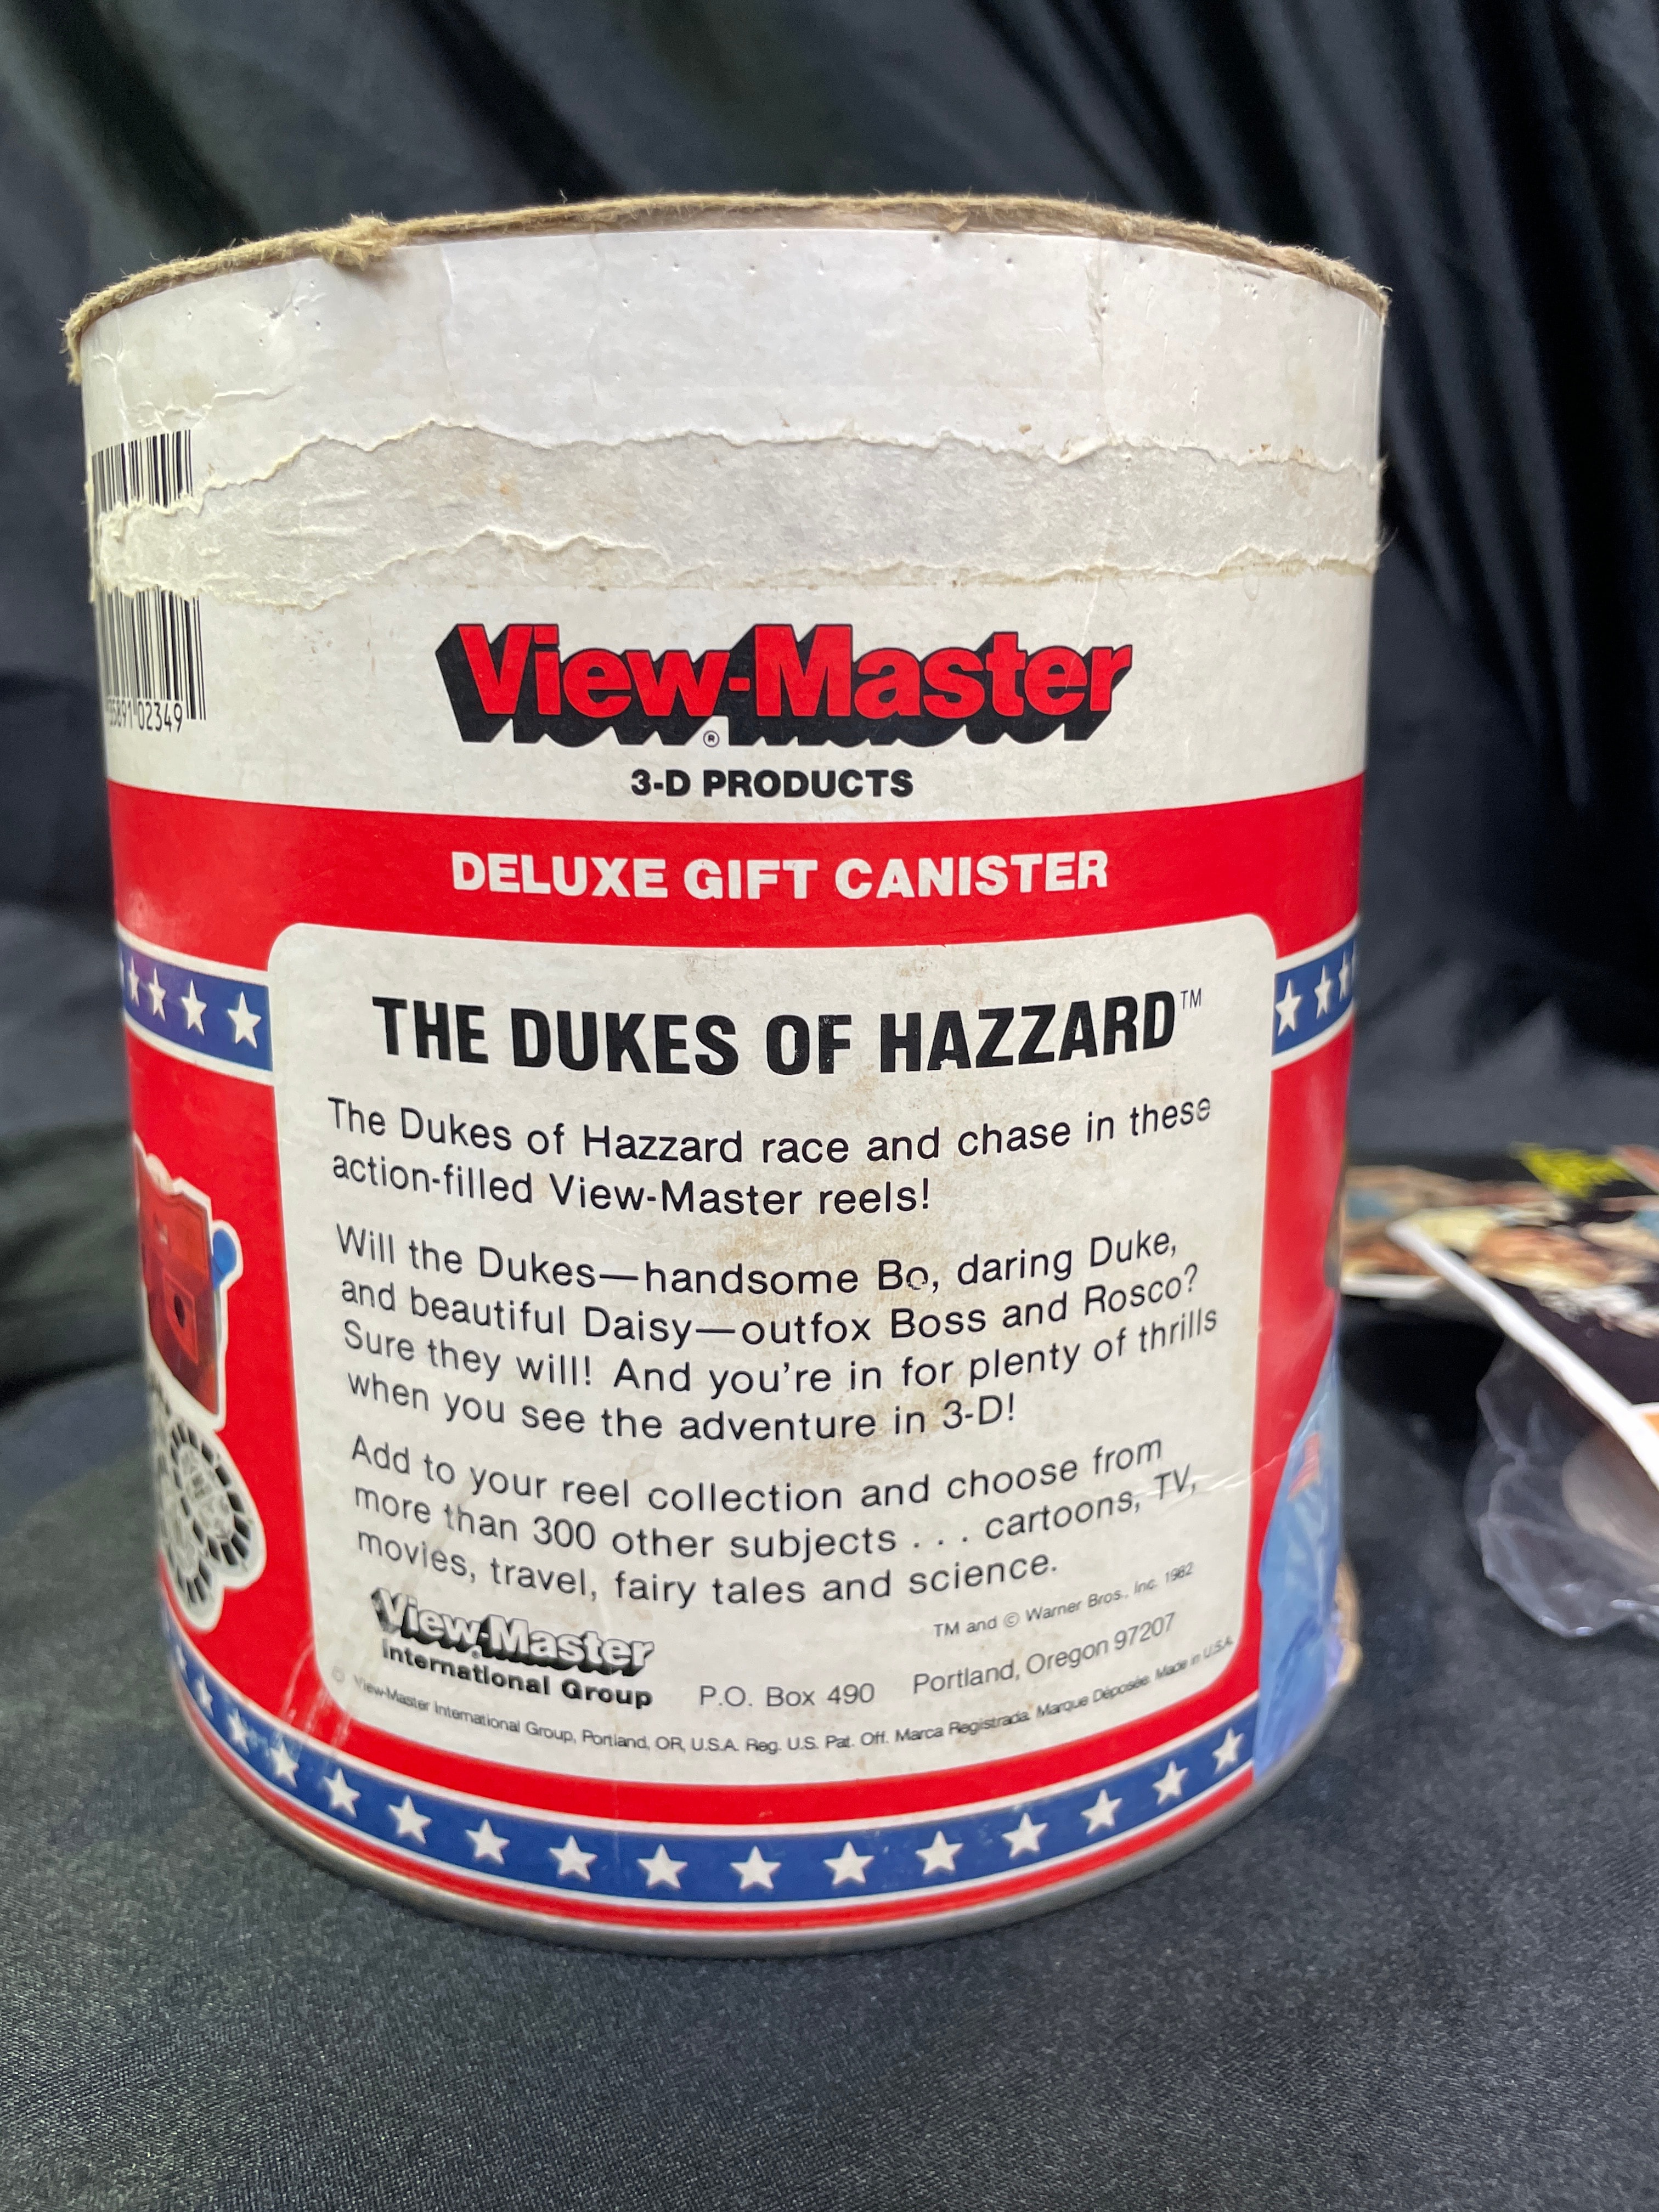 View-Master
®
3-D PRODUCTS
02349
DELUXE GIFT CANISTER
THE DUKES OF HAZZARD™
The Dukes of Hazzard race and chase in these
action-filled View-Master reels!
Will the Dukes—handsome Bo, daring Duke,
and beautiful Daisy—outfox Boss and Rosco?
Sure they will! And you're in for plenty of thrills
when you see the adventure in 3-D!
Add to your reel collection and choose from
more than 300 other subjects . . . cartoons, TV,
movies, travel, fairy tales and science.
TM and © Warner Bros., Inc. 1982
View-Master
International Group
P.O. Box 490 Portland, Oregon 97207
© View-Master International Group, Portland, OR, U.S.A. Reg. U.S. Pat. Off. Marca Registrada. Marque Déposée. Made in U.S.A.